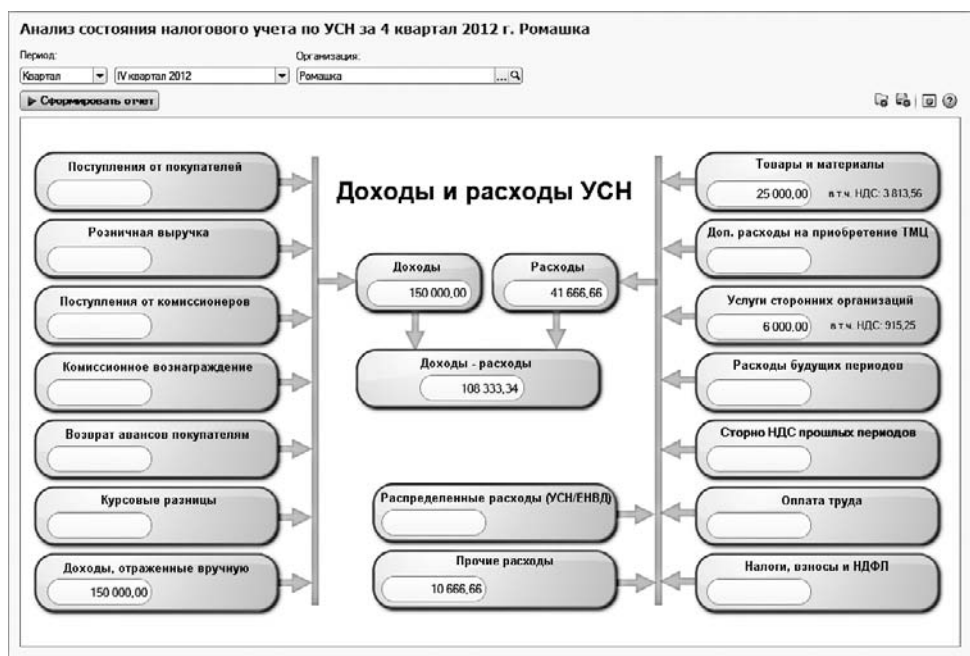 Анализ состояния налогового учета по УСН за 4 квартал 2012 г. Ромашка
Период:
Организация:
Квартал
IV квартал 2012
Ромашка
...
Сформировать отчет
Доходы и расходы УСН
Поступления от покупателей
Розничная выручка
Поступления от комиссионеров
Комиссионное вознаграждение
Возврат авансов покупателям
Курсовые разницы
Доходы, отраженные вручную
150 000,00
Доходы
150 000,00
Расходы
41 666,66
Доходы - расходы
108 333,34
Распределенные расходы (УСН/ЕНВД)
Прочие расходы
10 666,66
Товары и материалы
25 000,00 в т.ч. НДС: 3 813,56
Доп. расходы на приобретение ТМЦ
Услуги сторонних организаций
6 000,00 в т.ч. НДС: 915,25
Расходы будущих периодов
Сторно НДС прошлых периодов
Оплата труда
Налоги, взносы и НДФЛ